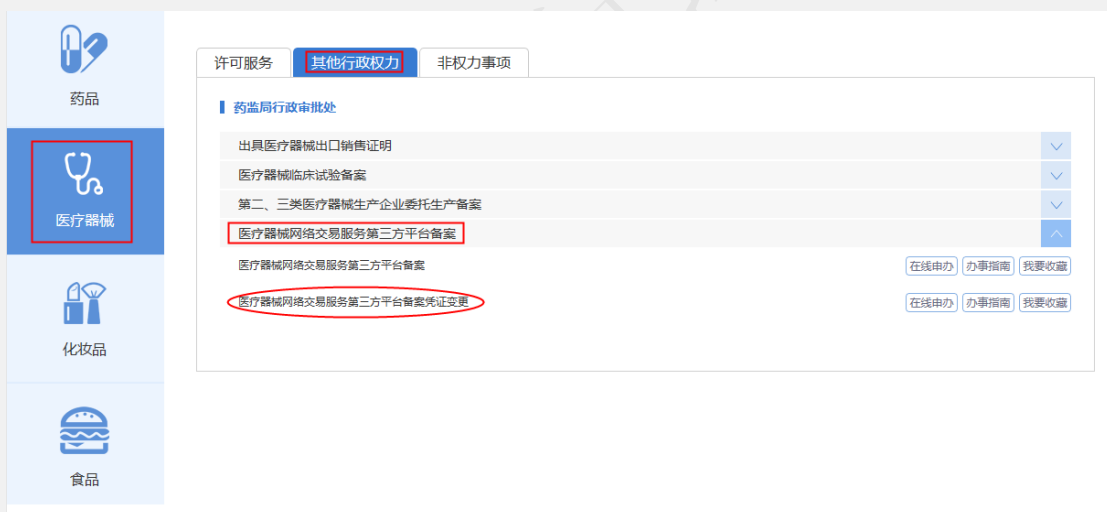 药品
医疗器械
化妆品
食品
许可服务 其他行政权力 非权力事项
药监局行政审批处
出具医疗器械出口销售证明
医疗器械临床试验备案
第二、三类医疗器械生产企业委托生产备案
医疗器械网络交易服务第三方平台备案
医疗器械网络交易服务第三方平台备案 在线申办 办事指南 我要收藏
医疗器械网络交易服务第三方平台备案凭证变更 在线申办 办事指南 我要收藏